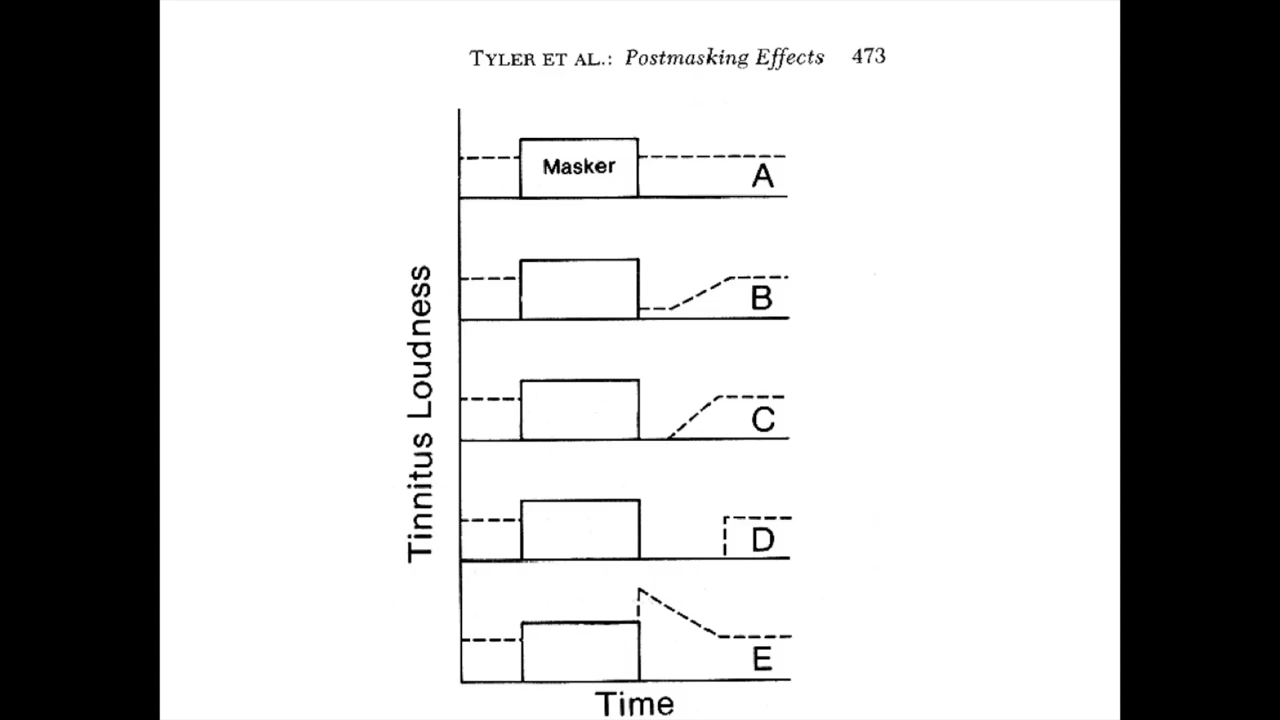 TYLER ET AL.: Postmasking Effects 473
Masker
A
B
C
D
E
Tinnitus Loudness
Time